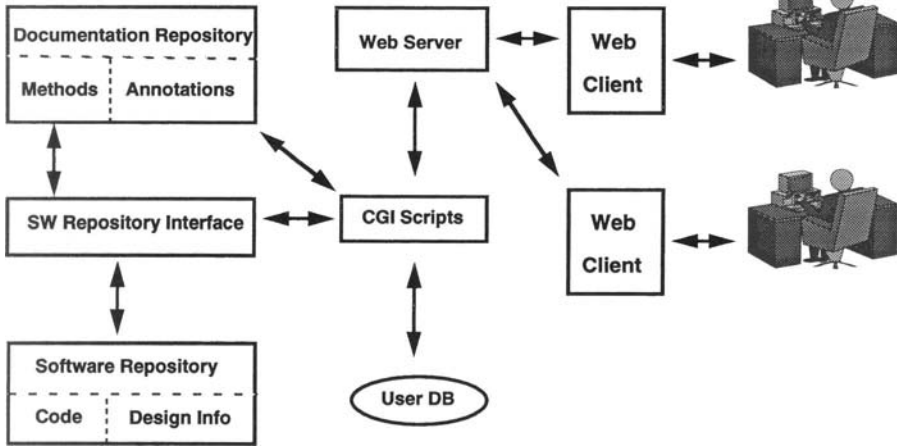 Documentation Repository
Methods
Annotations
Web Server
Web
Client
SW Repository Interface
CGI Scripts
Web
Client
Software Repository
Code
Design Info
User DB